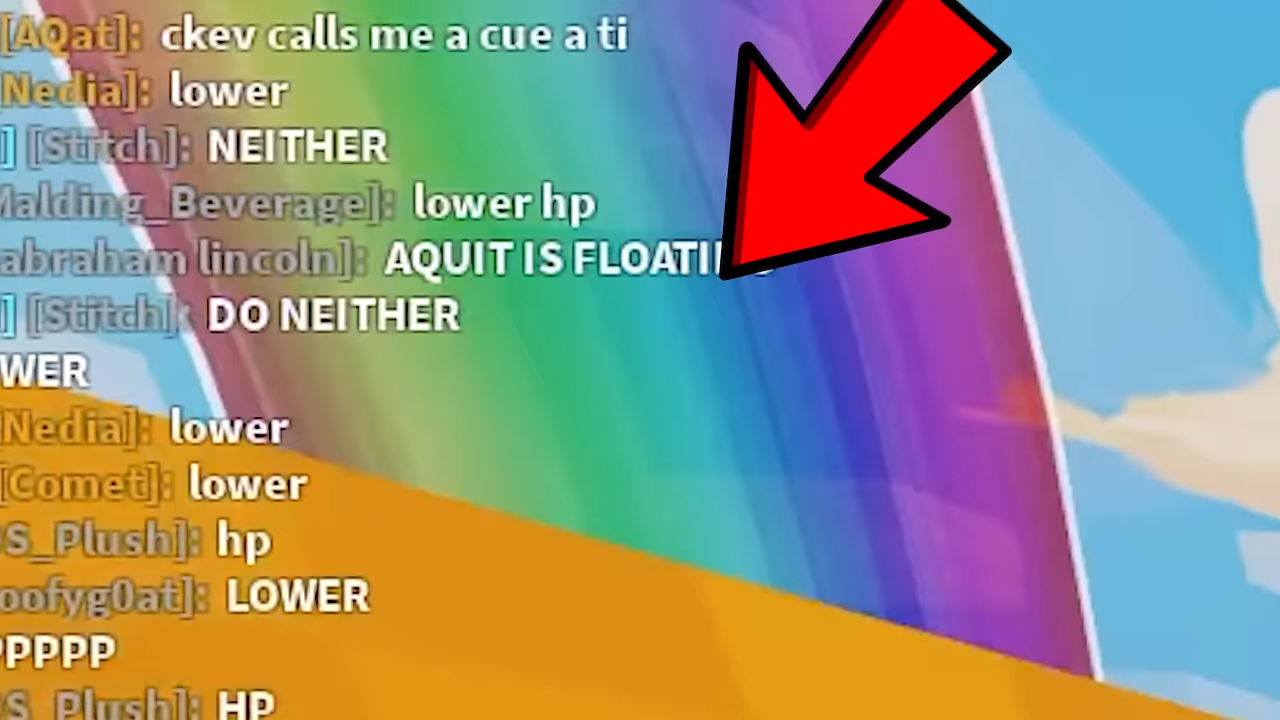 [AQat]: ckev calls me a cue a ti
Nedia]: lower
] [Stitch]: NEITHER
Malding_Beverage]: lower hp
abraham lincoln]: AQUIT IS FLOATI
] [Stitch]: DO NEITHER
WER
Nedia]: lower
[Comet]: lower
S_Plush]: hp
oofyg0at]: LOWER
PPPPP
S_Plush]: HP